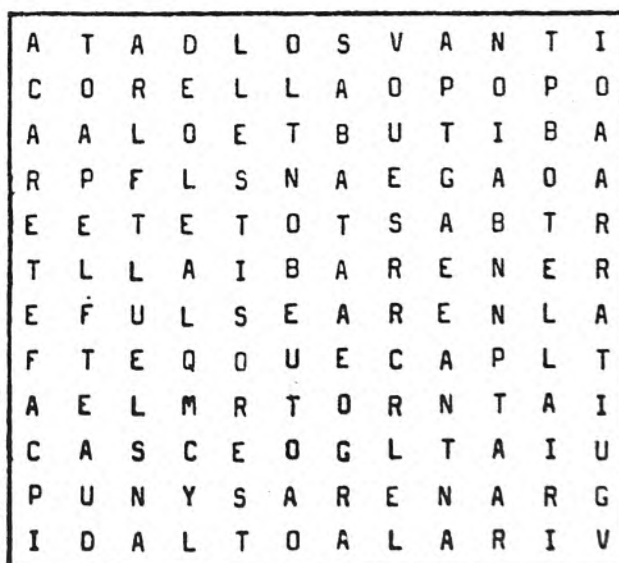 A T A D L O S V A N T I
C O R E L L A O P O P O
A A L O E T B U T I B A
R P F L S N A E G A O A
E E T E T O T S A B T R
T L L A I B A R E N E R
E F U L S E A R E N L A
F T E Q O U E C A P L T
A E L M R T O R N T A I
C A S C E O G L T A I U
P U N Y S A R E N A R G
I D A L T O A L A R I V